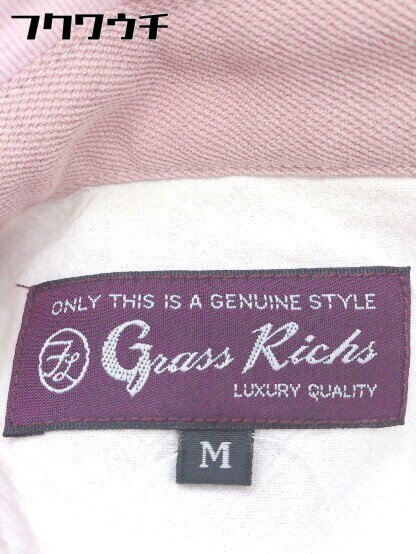 フクワウチ
ONLY THIS IS A GENUINE STYLE
Grass Richs
LUXURY QUALITY
M